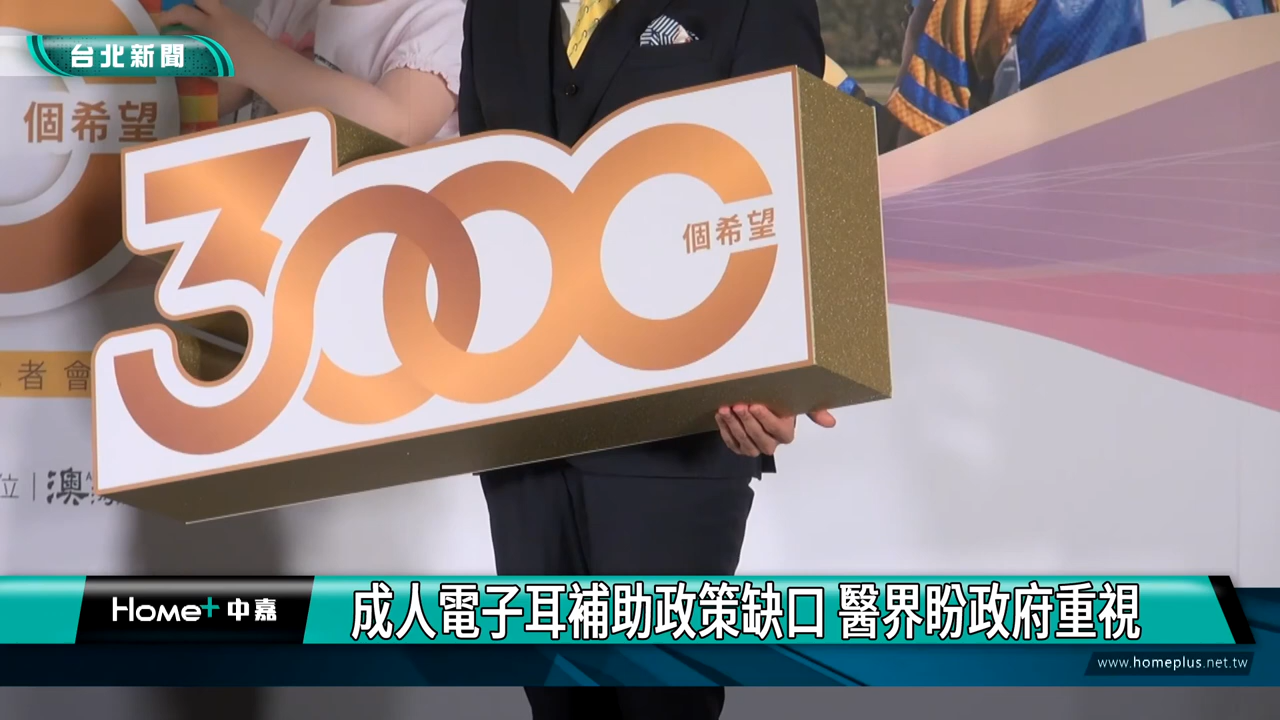 台北新聞
個希望
3000
個希望
者會
位|澳
Home+中嘉
成人電子耳補助政策缺口 醫界盼政府重視
www.homeplus.net.tw